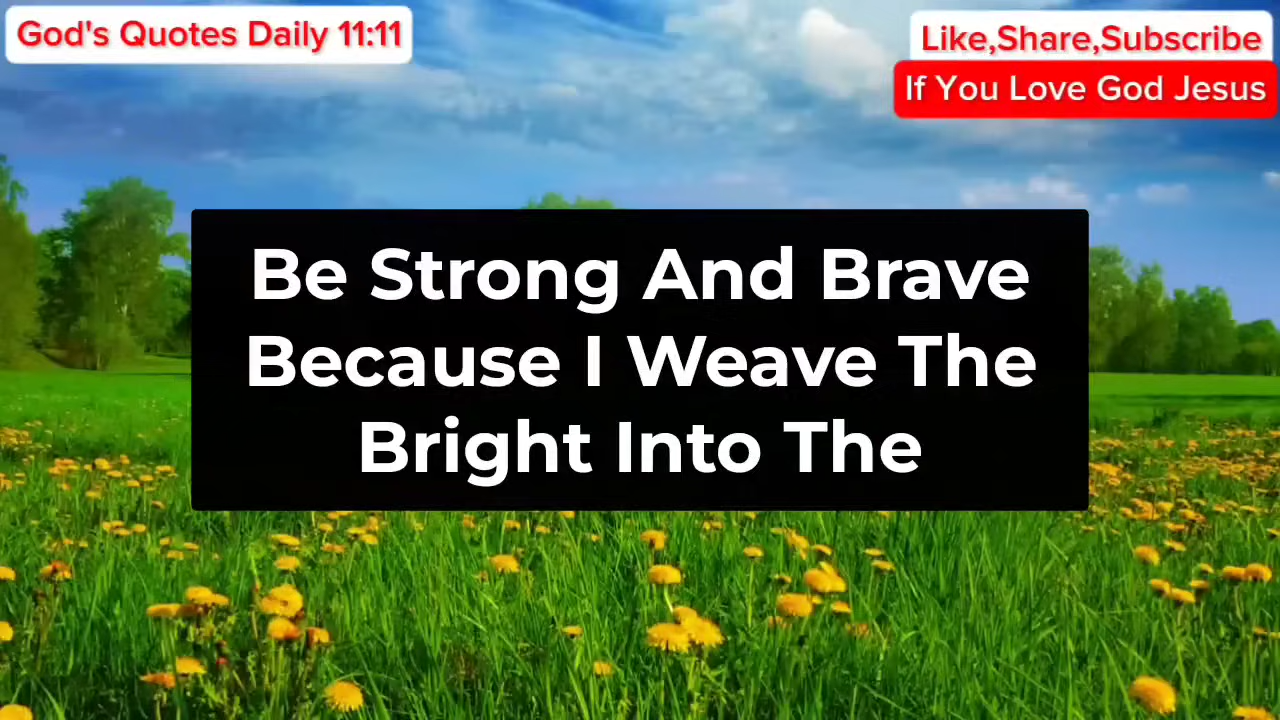 God's Quotes Daily 11:11
Like,Share,Subscribe
If You Love God Jesus
Be Strong And Brave
Because I Weave The
Bright Into The